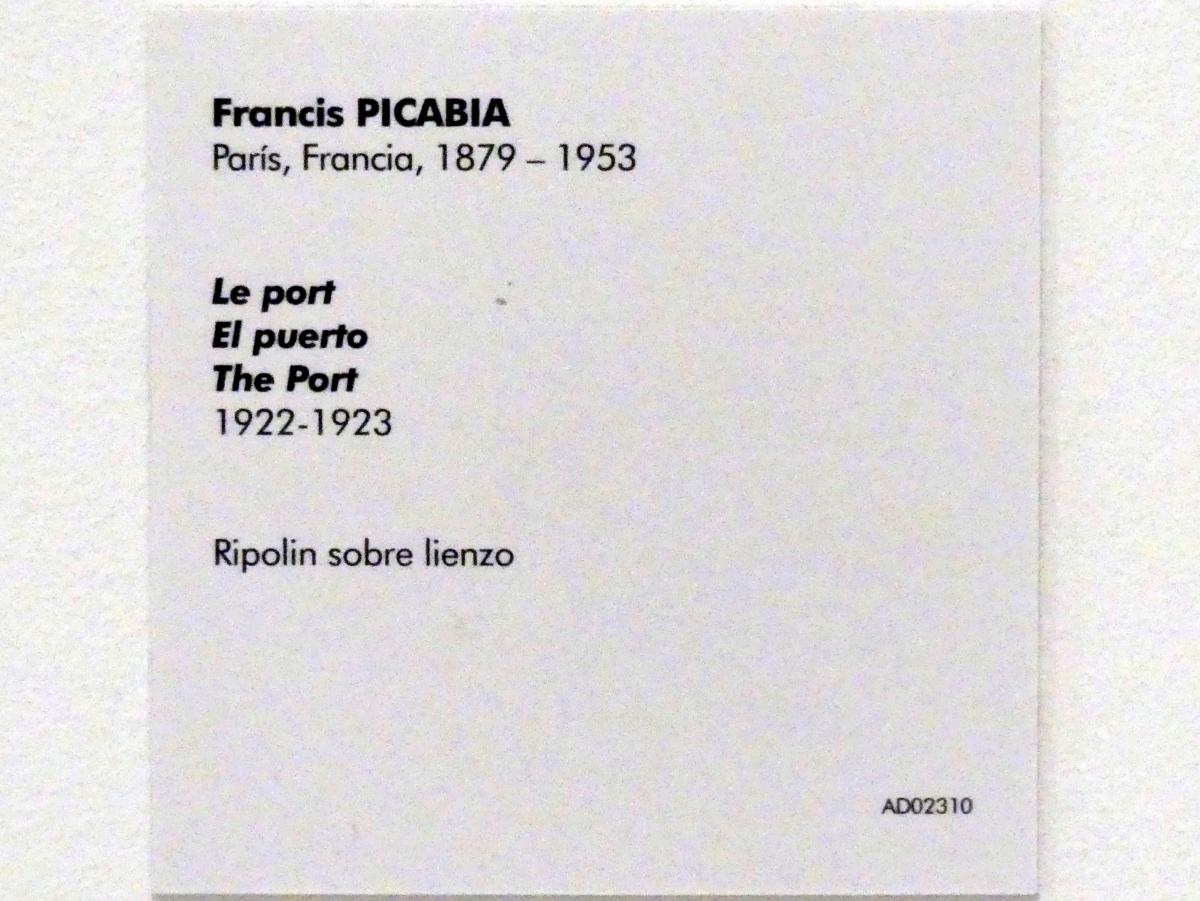 Francis PICABIA
París, Francia, 1879 – 1953
Le port
El puerto
The Port
1922-1923
Ripolin sobre lienzo
AD02310